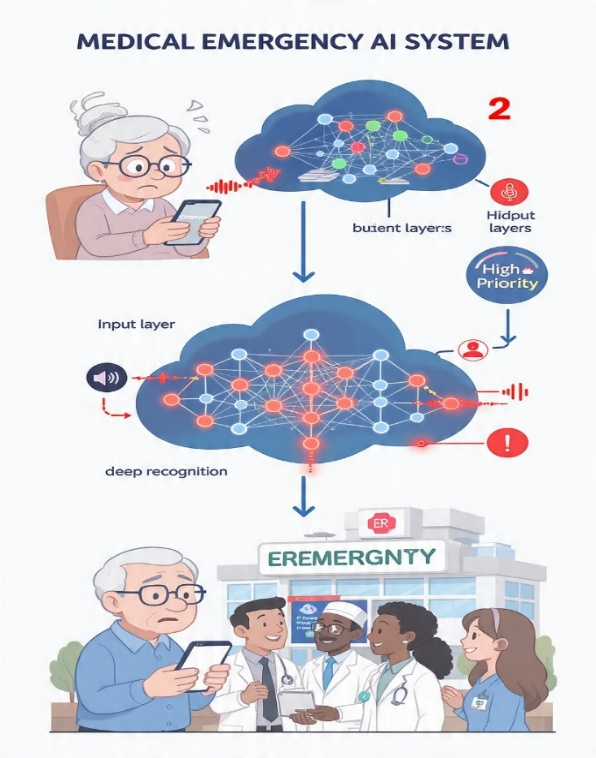 MEDICAL EMERGENCY AI SYSTEM
2
buient layer:s
Hidput
layers
High
Priority
Input layer
deep recognition
!
ER
EREMERGNTY